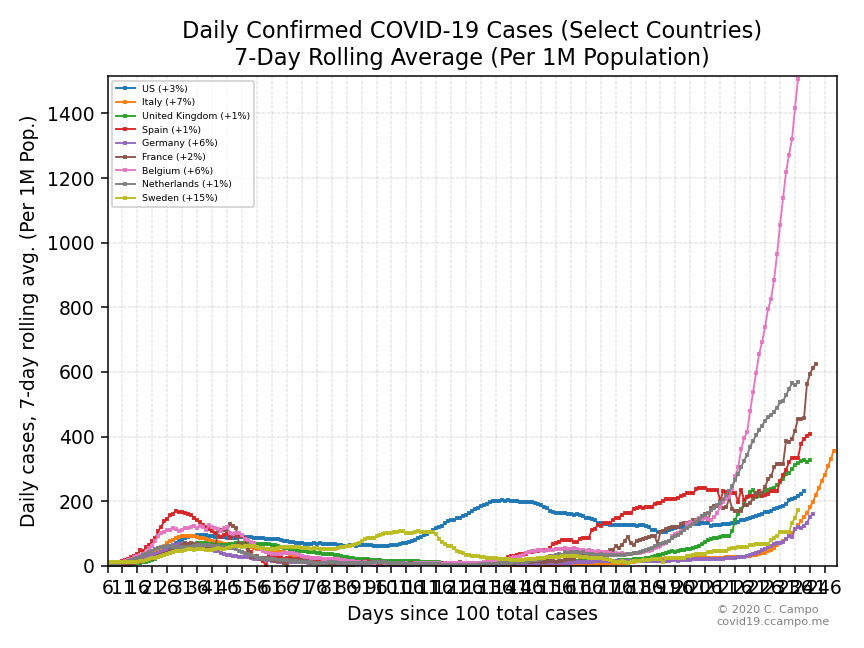 Daily Confirmed COVID-19 Cases (Select Countries)
7-Day Rolling Average (Per 1M Population)
Daily cases, 7-day rolling avg. (Per 1M Pop.)
1400
1200
1000
800
600
400
200
0
US (+3%)
Italy (+7%)
United Kingdom (+1%)
Spain (+1%)
Germany (+6%)
France (+2%)
Belgium (+6%)
Netherlands (+1%)
Sweden (+15%)
Days since 100 total cases
© 2020 C. Campo
covid19.ccampo.me